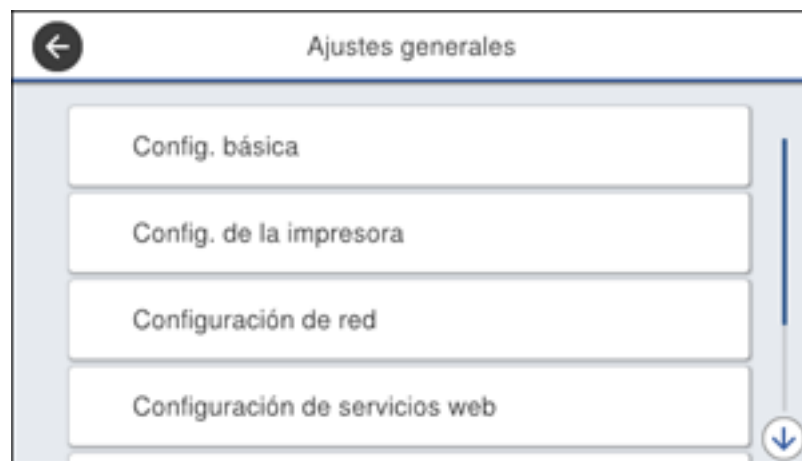 Ajustes generales
Config. básica
Config. de la impresora
Configuración de red
Configuración de servicios web